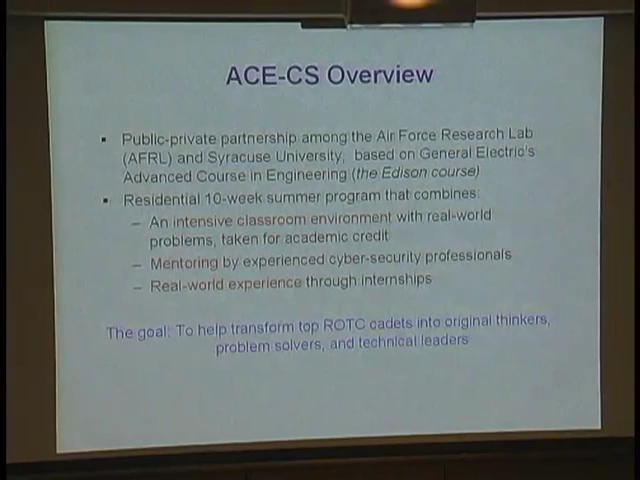 ACE-CS Overview
▪ Public-private partnership among the Air Force Research Lab
(AFRL) and Syracuse University, based on General Electric's
Advanced Course in Engineering (the Edison course)
▪ Residential 10-week summer program that combines:
– An intensive classroom environment with real-world
problems, taken for academic credit
– Mentoring by experienced cyber-security professionals
– Real-world experience through internships
The goal: To help transform top ROTC cadets into original thinkers,
problem solvers, and technical leaders